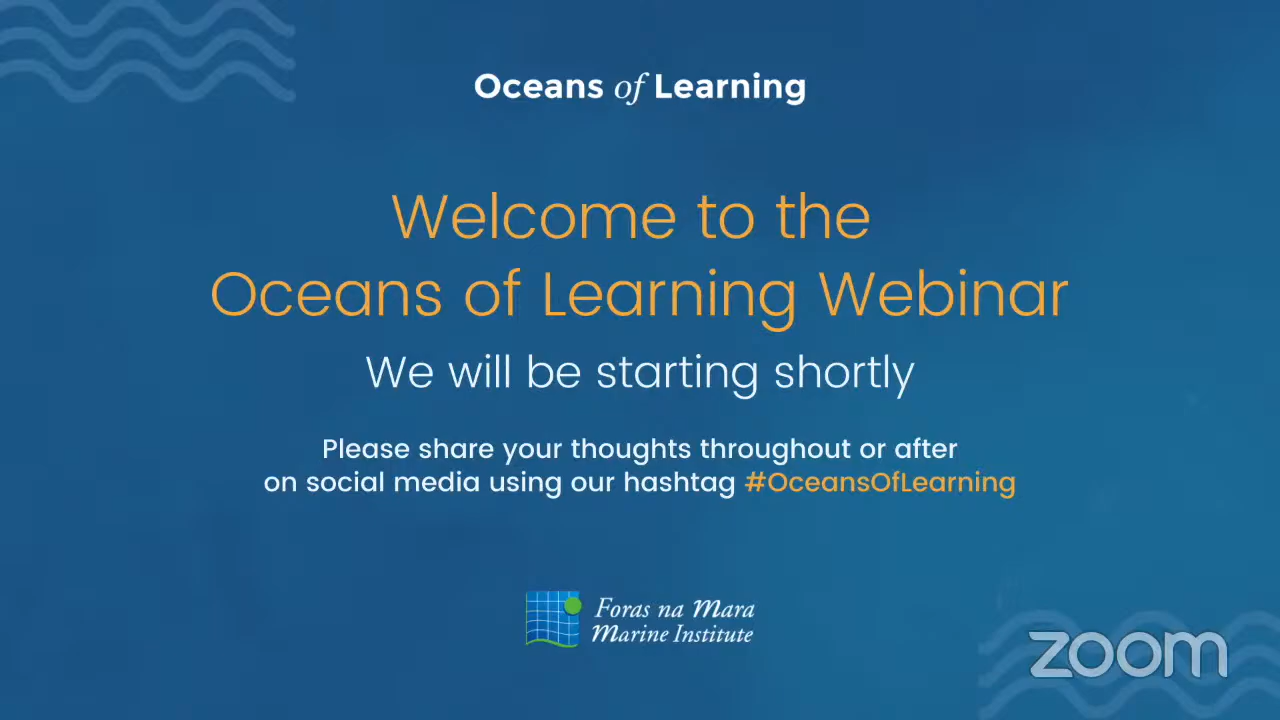 Oceans of Learning
Welcome to the
Oceans of Learning Webinar
We will be starting shortly
Please share your thoughts throughout or after
on social media using our hashtag #OceansOfLearning
Foras na Mara
Marine Institute
zoom